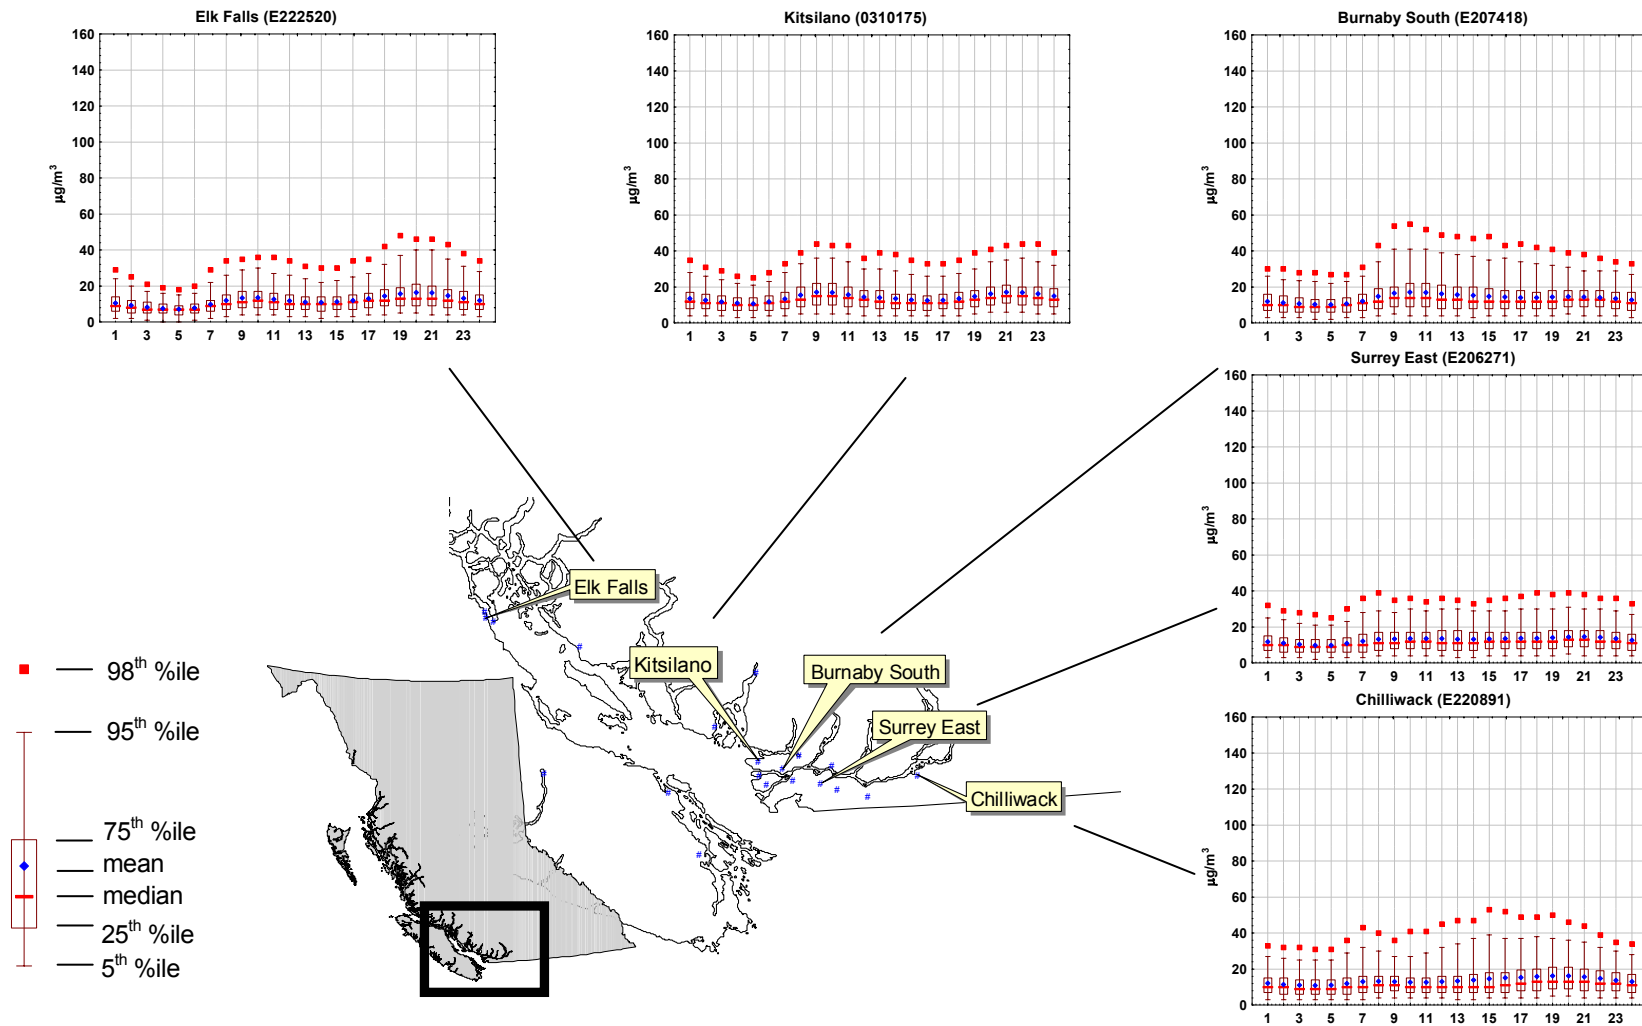 Elk Falls (E222520)
160
140
120
100
80
60
40
20
0
µg/m³
1 3 5 7 9 11 13 15 17 19 21 23
Kitsilano (0310175)
160
140
120
100
80
60
40
20
0
µg/m³
1 3 5 7 9 11 13 15 17 19 21 23
Burnaby South (E207418)
160
140
120
100
80
60
40
20
0
µg/m³
1 3 5 7 9 11 13 15 17 19 21 23
Surrey East (E206271)
160
140
120
100
80
60
40
20
0
µg/m³
1 3 5 7 9 11 13 15 17 19 21 23
Chilliwack (E220891)
160
140
120
100
80
60
40
20
0
µg/m³
1 3 5 7 9 11 13 15 17 19 21 23
Elk Falls
Kitsilano
Burnaby South
Surrey East
Chilliwack
98th %ile
95th %ile
75th %ile
mean
median
25th %ile
5th %ile